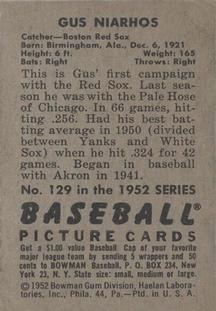 GUS NIARHOS
Catcher—Boston Red Sox
Born: Birmingham, Ala., Dec. 6, 1921
Height: 6 ft. Weight: 165
Bats: Right Throws: Right
This is Gus' first campaign
with the Red Sox. Last sea-
son he was with the Pale Hose
of Chicago. In 66 games, hit-
ting .256. Had his best bat-
ting average in 1950 (divided
between Yanks and White
Sox) when he hit .324 for 42
games. Began in baseball
with Akron in 1941.
No. 129 in the 1952 SERIES
BASEBALL®
PICTURE CARDS
Get a $1.00 value Baseball Cap of your favorite
major league team by sending 5 wrappers and 50
cents to BOWMAN Baseball, P. O. BOX 234, New
York 23, N. Y. State size: small, medium or large.
©1952 Bowman Gum Division, Haelan Labora-
tories, Inc., Phila. 44, Pa.—Ptd. in U. S. A.